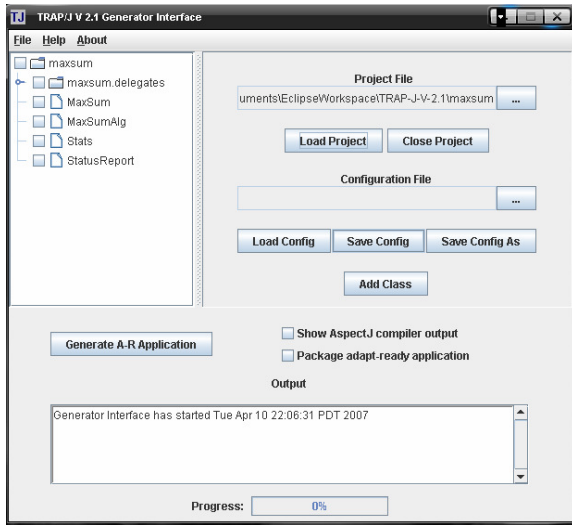 TJ TRAP/J V 2.1 Generator Interface
File Help About
maxsum
maxsum.delegates
MaxSum
MaxSumAlg
Stats
StatusReport
Project File
uments\EclipseWorkspace\TRAP-J-V-2.1\maxsum ...
Load Project Close Project
Configuration File
...
Load Config Save Config Save Config As
Add Class
Generate A-R Application
Show AspectJ compiler output
Package adapt-ready application
Output
Generator Interface has started Tue Apr 10 22:06:31 PDT 2007
Progress: 0%